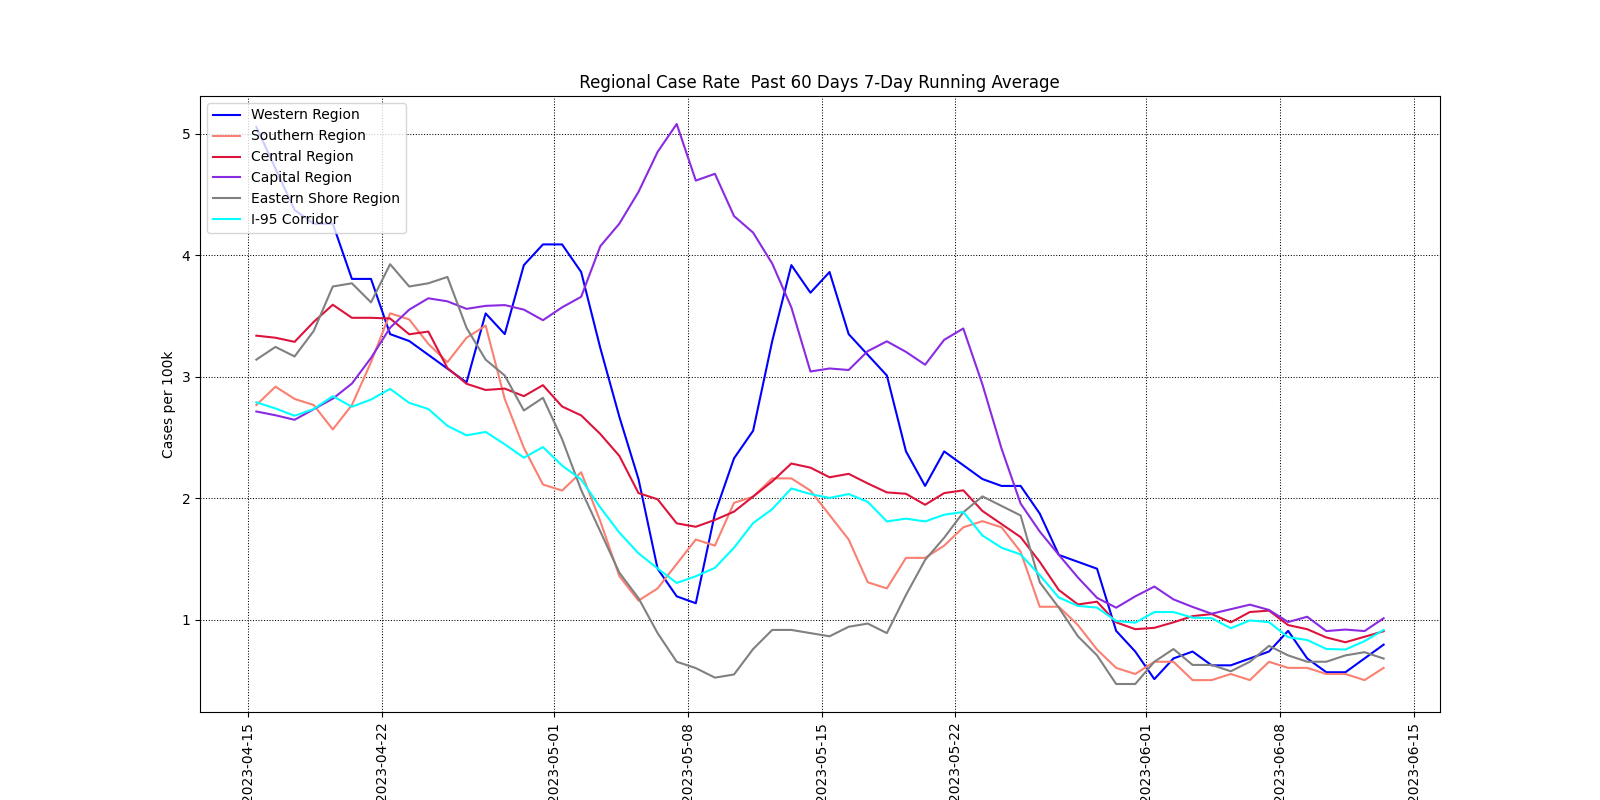 Regional Case Rate  Past 60 Days 7-Day Running Average
Western Region
Southern Region
Central Region
Capital Region
Eastern Shore Region
I-95 Corridor
Cases per 100k
5
4
3
2
1
2023-04-15
2023-04-22
2023-05-01
2023-05-08
2023-05-15
2023-05-22
2023-06-01
2023-06-08
2023-06-15